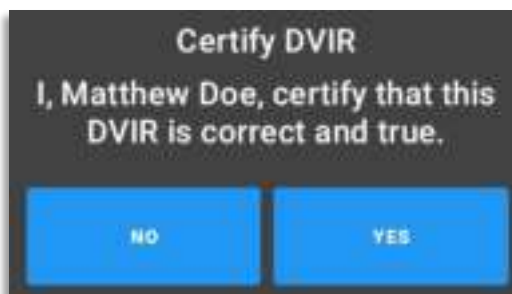 Certify DVIR
I, Matthew Doe, certify that this
DVIR is correct and true.
NO
YES